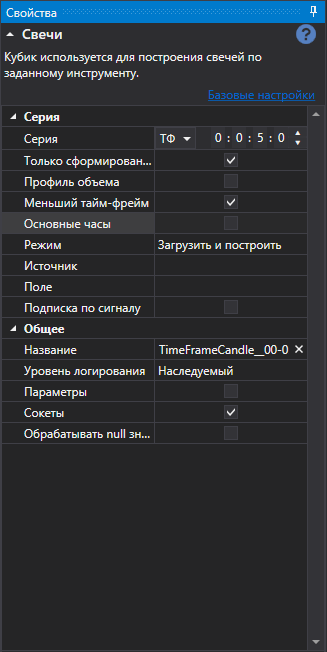 Свойства
Свечи
?
Кубик используется для построения свечей по
заданному инструменту.
Базовые настройки
Серия
Серия ТФ 0 : 0 : 5 : 0
Только сформирован...
Профиль объема
Меньший тайм-фрейм
Основные часы
Режим Загрузить и построить
Источник
Поле
Подписка по сигналу
Общее
Название TimeFrameCandle__00-0
Уровень логирования Наследуемый
Параметры
Сокеты
Обрабатывать null зн...